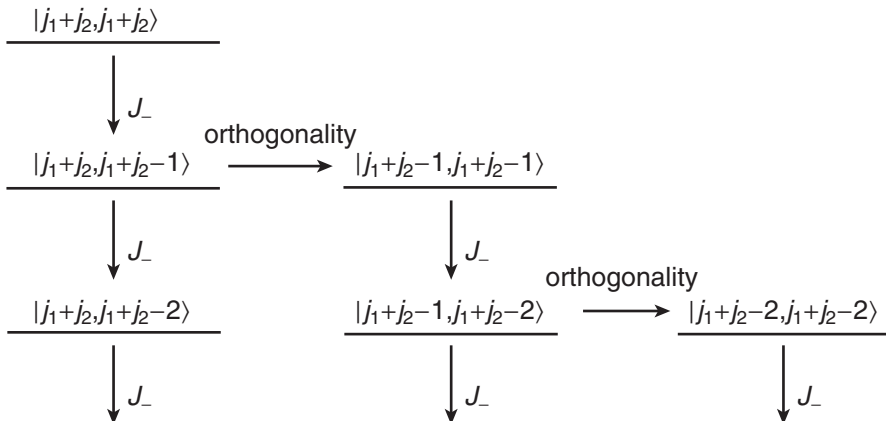 |j₁+j₂,j₁+j₂⟩
J₋
orthogonality
|j₁+j₂,j₁+j₂−1⟩ |j₁+j₂−1,j₁+j₂−1⟩
J₋ J₋
orthogonality
|j₁+j₂,j₁+j₂−2⟩ |j₁+j₂−1,j₁+j₂−2⟩ |j₁+j₂−2,j₁+j₂−2⟩
J₋ J₋ J₋